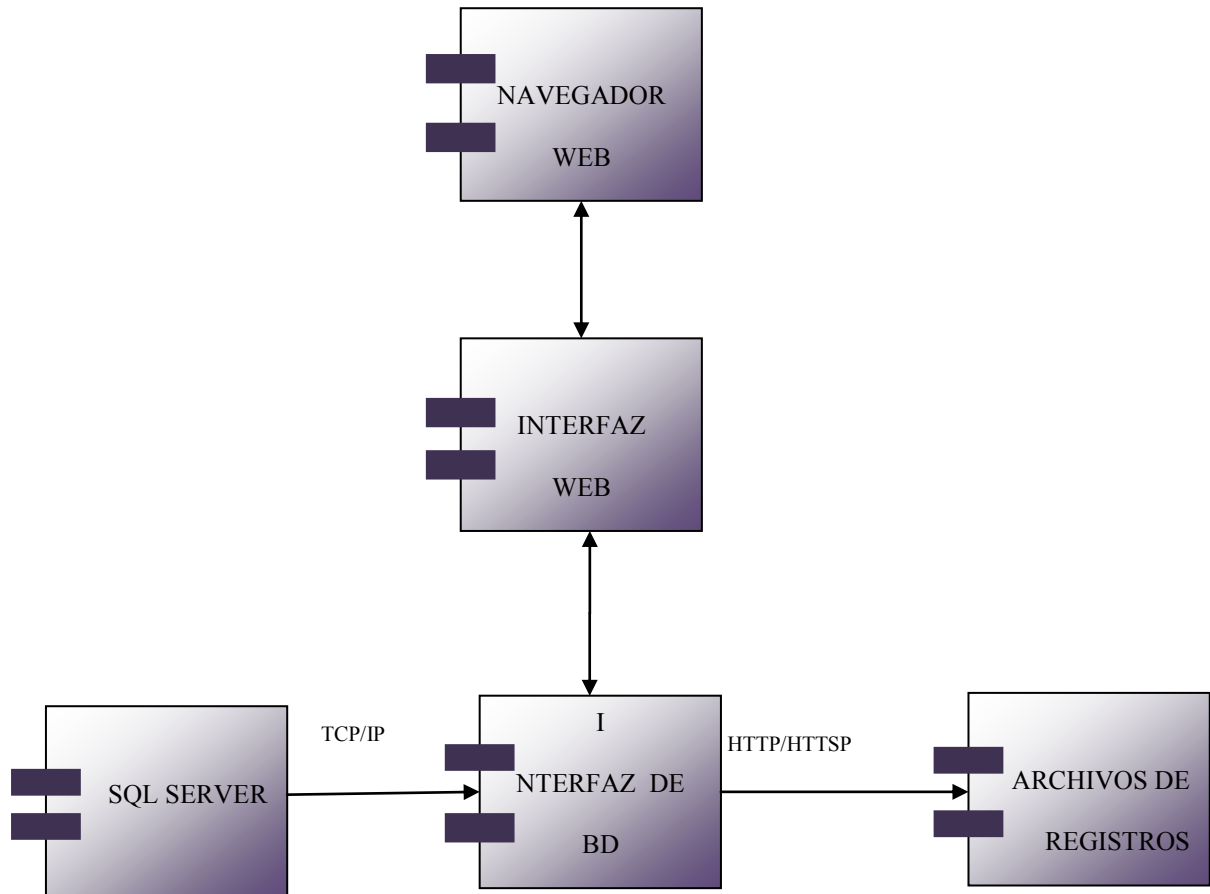 NAVEGADOR
WEB
INTERFAZ
WEB
TCP/IP
HTTP/HTTSP
SQL SERVER
I
NTERFAZ DE
BD
ARCHIVOS DE
REGISTROS